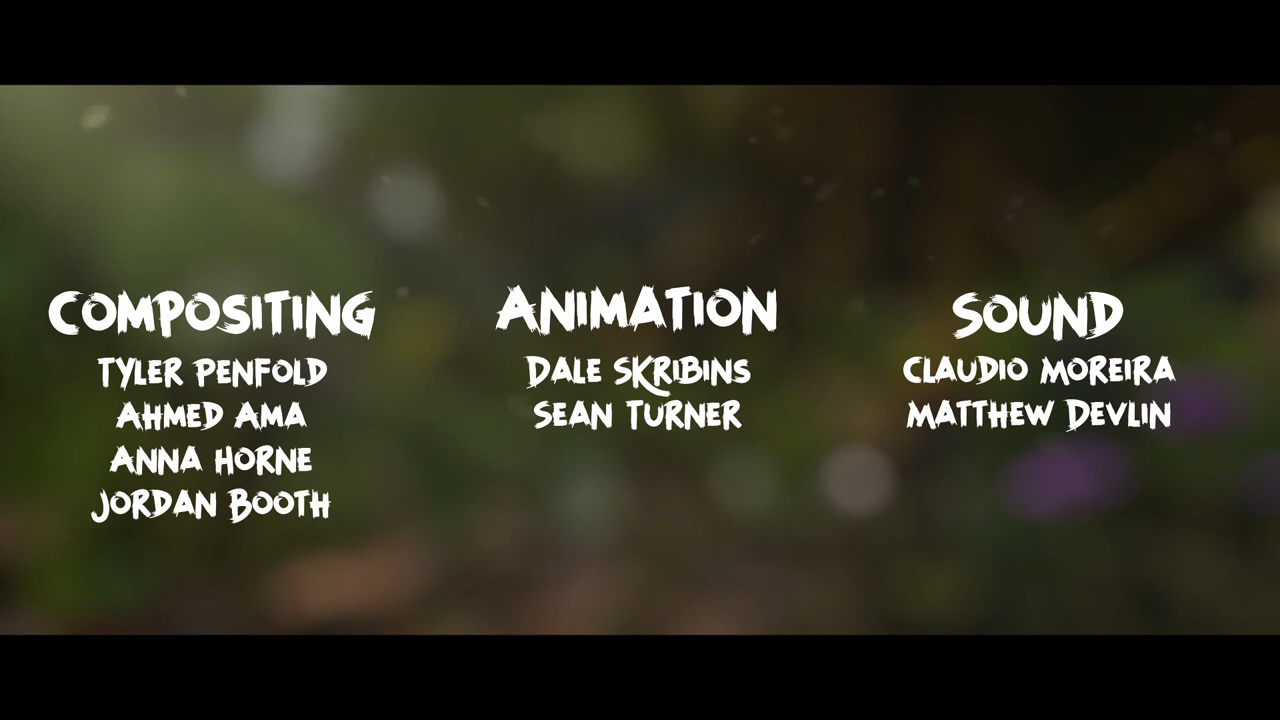 COMPOSITING
TYLER PENFOLD
AHMED AMA
ANNA HORNE
JORDAN BOOTH
ANIMATION
DALE SKRIBINS
SEAN TURNER
SOUND
CLAUDIO MOREIRA
MATTHEW DEVLIN